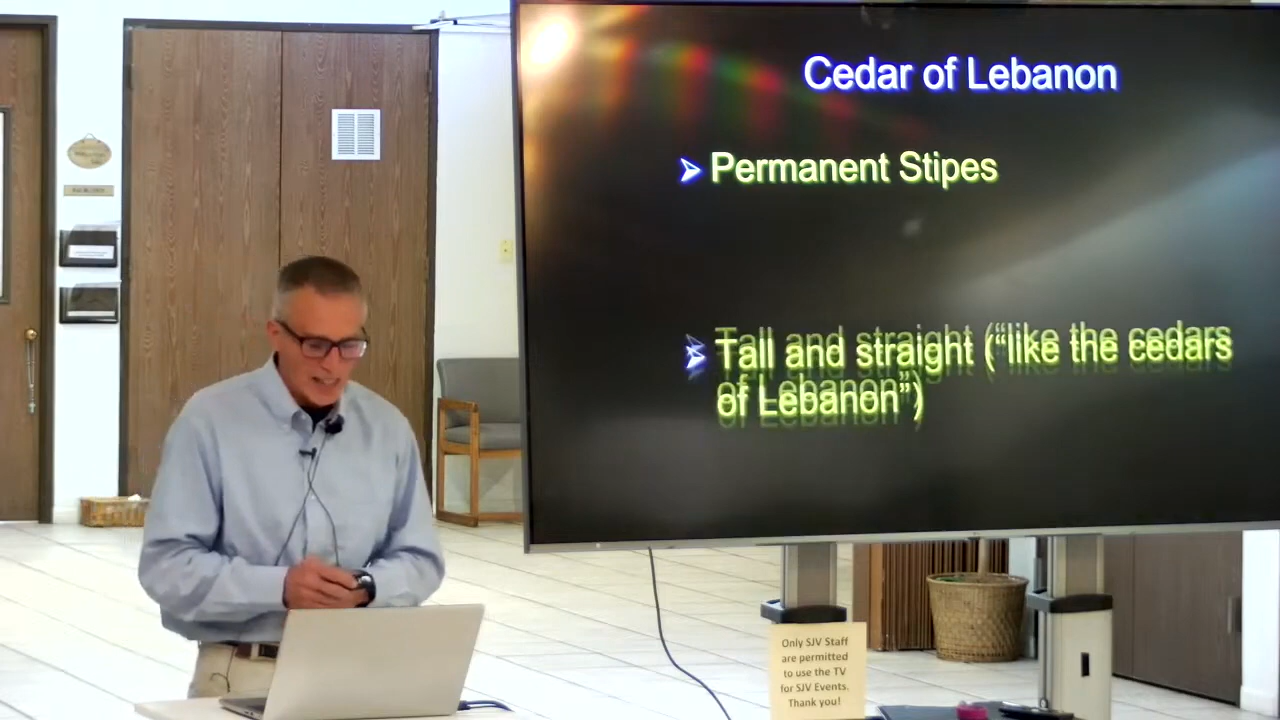 Cedar of Lebanon
Permanent Stipes
Tall and straight (“like the cedars
of Lebanon”)
Only SJV Staff
are permitted
to use the TV
for SJV Events.
Thank you!